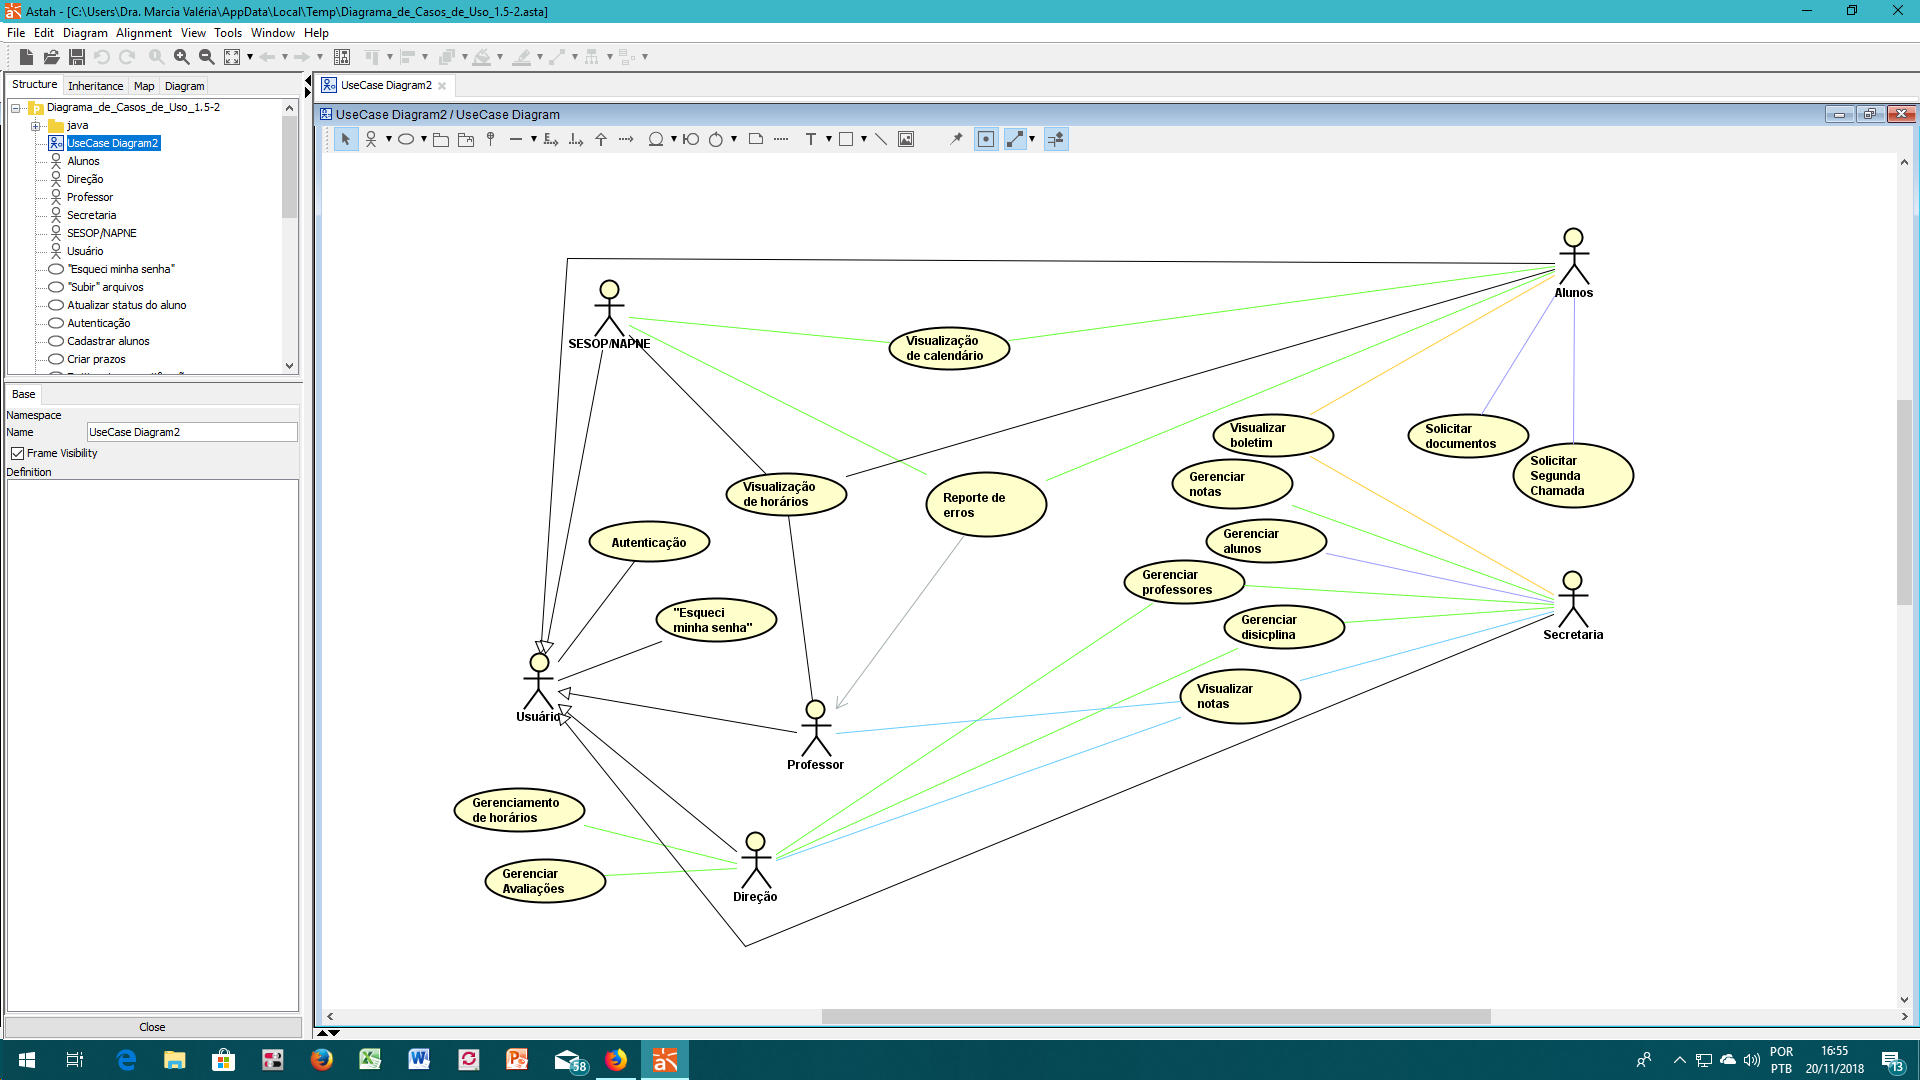 Astah - [C:\Users\Dra. Marcia Valéria\AppData\Local\Temp\Diagrama_de_Casos_de_Uso_1.5-2.asta]
File Edit Diagram Alignment View Tools Window Help
Structure Inheritance Map Diagram
Diagrama_de_Casos_de_Uso_1.5-2
java
UseCase Diagram2
Alunos
Direção
Professor
Secretaria
SESOP/NAPNE
Usuário
"Esqueci minha senha"
"Subir" arquivos
Atualizar status do aluno
Autenticação
Cadastrar alunos
Criar prazos
Base
Namespace
Name UseCase Diagram2
Frame Visibility
Definition
Close
UseCase Diagram2
UseCase Diagram2 / UseCase Diagram
T
Alunos
SESOP/NAPNE
Visualização
de calendário
Visualizar
boletim
Solicitar
documentos
Solicitar
Segunda
Chamada
Gerenciar
notas
Visualização
de horários
Reporte de
erros
Autenticação
Gerenciar
alunos
Gerenciar
professores
"Esqueci
minha senha"
Gerenciar
disicplina
Secretaria
Visualizar
notas
Usuário
Professor
Gerenciamento
de horários
Gerenciar
Avaliações
Direção
58
POR
PTB
16:55
20/11/2018
13